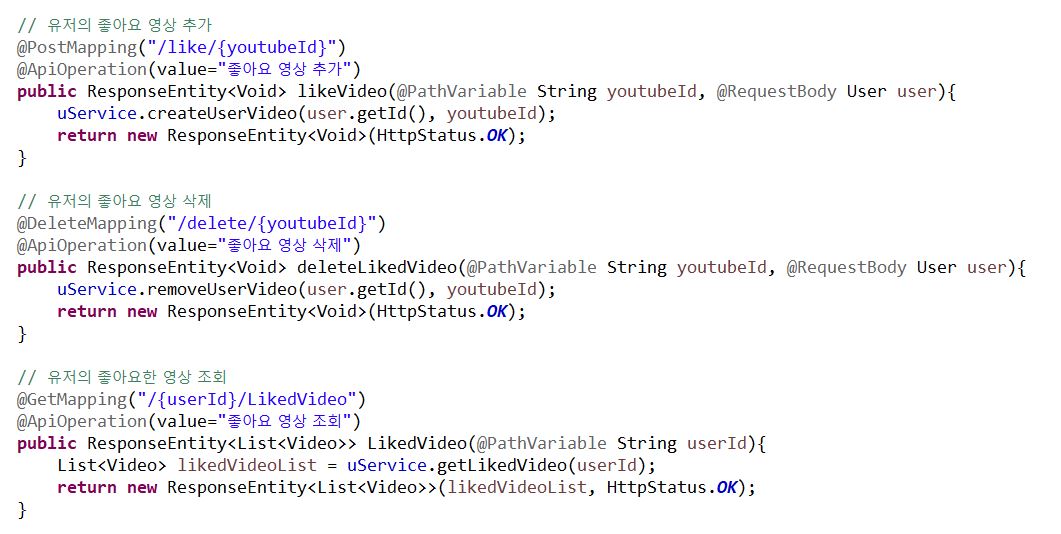 // 유저의 좋아요 영상 추가
@PostMapping("/like/{youtubeId}")
@ApiOperation(value="좋아요 영상 추가")
public ResponseEntity<Void> likeVideo(@PathVariable String youtubeId, @RequestBody User user){
    uService.createUserVideo(user.getId(), youtubeId);
    return new ResponseEntity<Void>(HttpStatus.OK);
}

// 유저의 좋아요 영상 삭제
@DeleteMapping("/delete/{youtubeId}")
@ApiOperation(value="좋아요 영상 삭제")
public ResponseEntity<Void> deleteLikedVideo(@PathVariable String youtubeId, @RequestBody User user){
    uService.removeUserVideo(user.getId(), youtubeId);
    return new ResponseEntity<Void>(HttpStatus.OK);
}

// 유저의 좋아요한 영상 조회
@GetMapping("/{userId}/LikedVideo")
@ApiOperation(value="좋아요 영상 조회")
public ResponseEntity<List<Video>> LikedVideo(@PathVariable String userId){
    List<Video> likedVideoList = uService.getLikedVideo(userId);
    return new ResponseEntity<List<Video>>(likedVideoList, HttpStatus.OK);
}